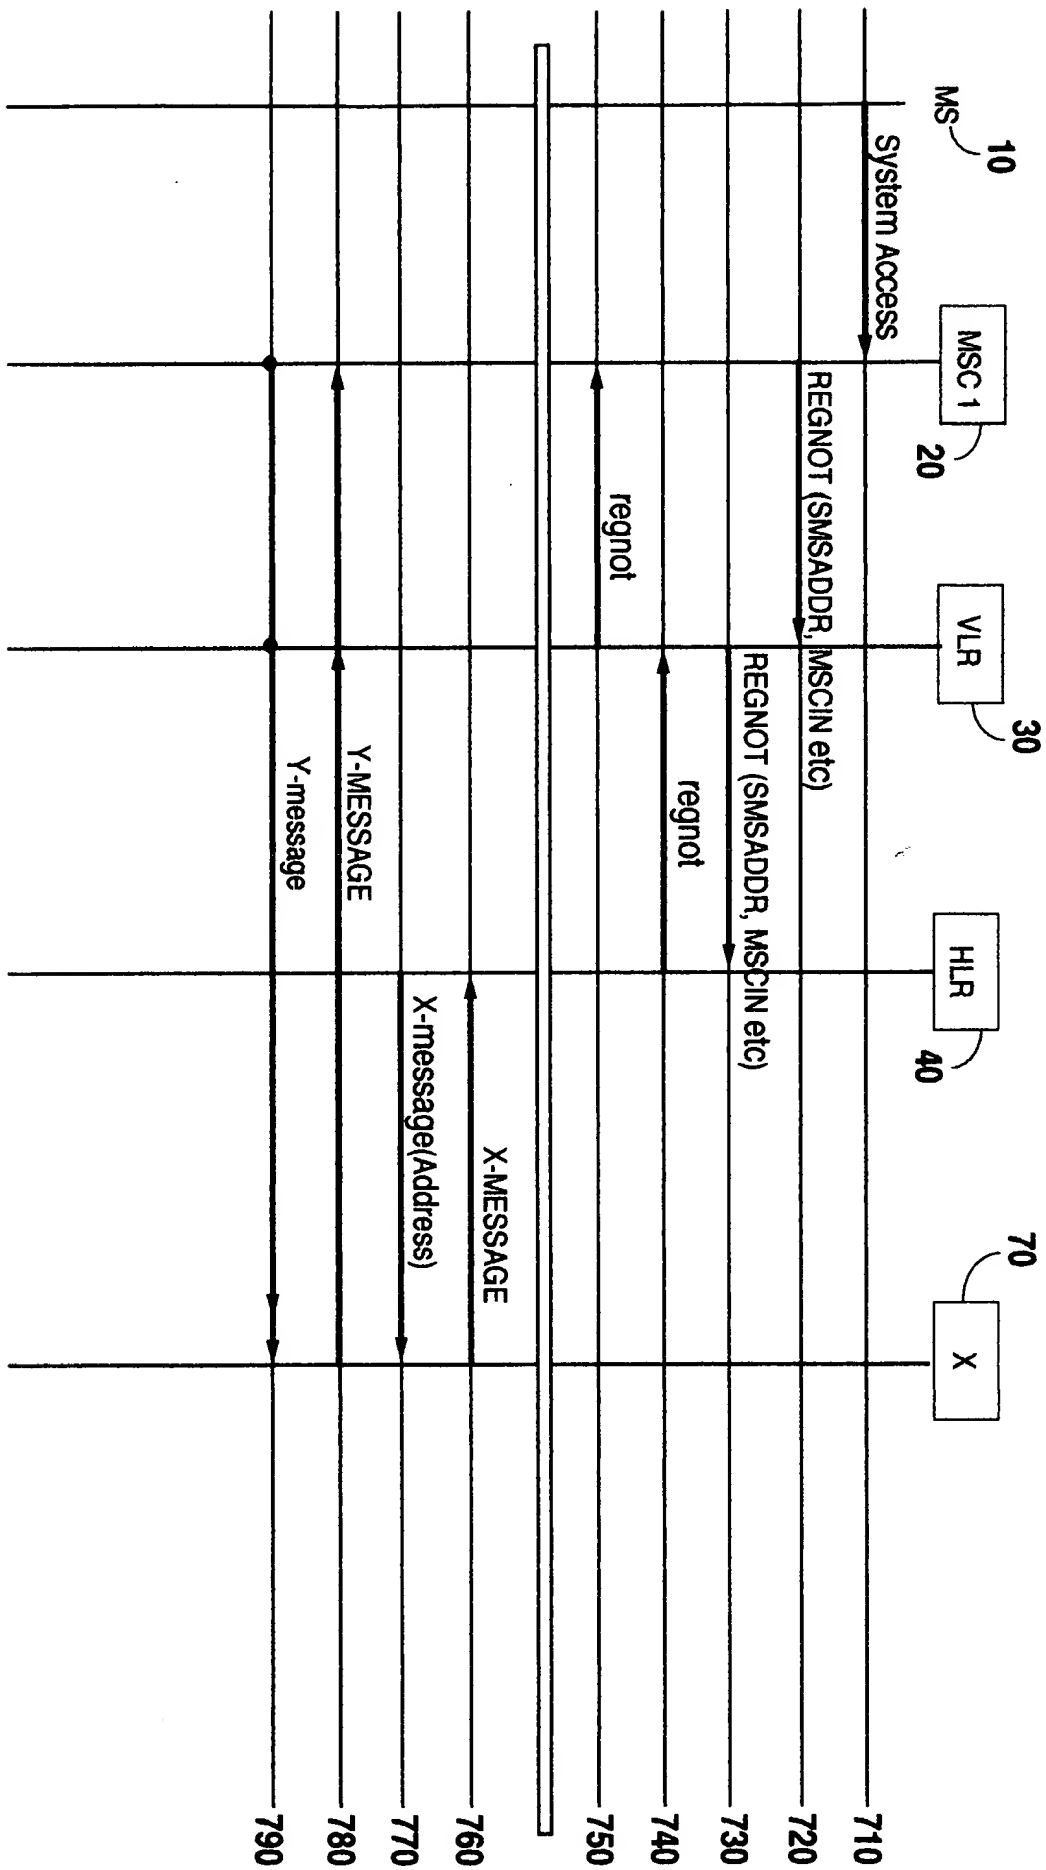 10
MS
MSC 1
20
VLR
30
HLR
40
70
X
System Access
710
REGNOT (SMSADDR, MSCIN etc)
720
REGNOT (SMSADDR, MSCIN etc)
730
regnot
740
regnot
750
X-MESSAGE
760
X-message(Address)
770
Y-MESSAGE
780
Y-message
790